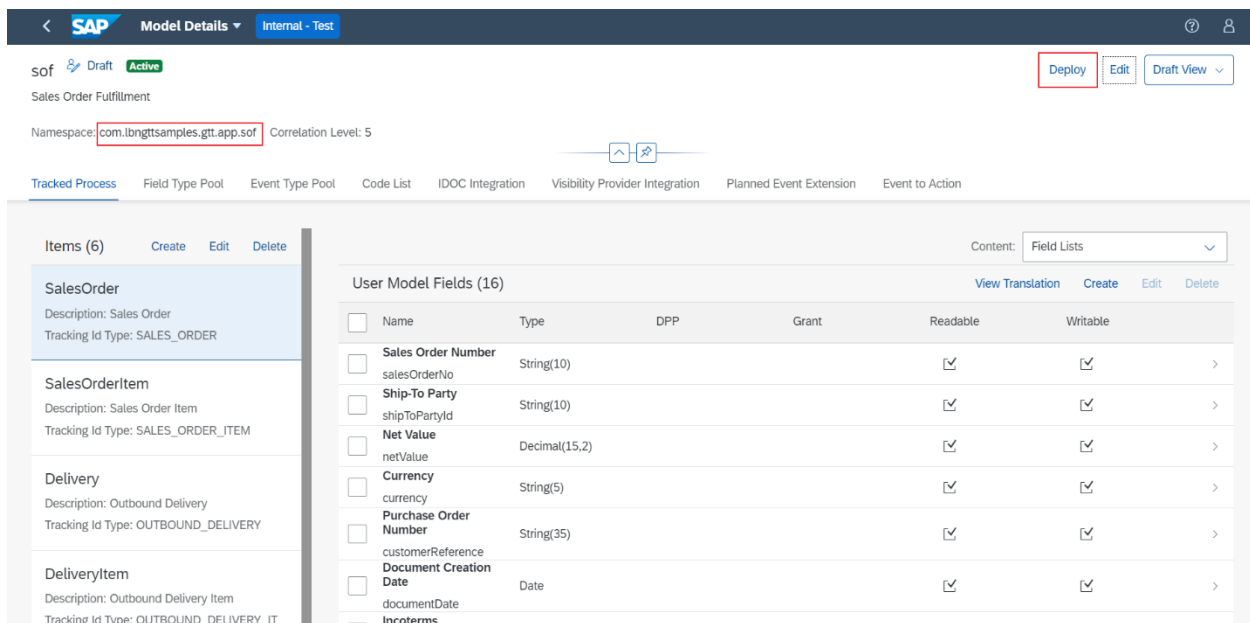 SAP Model Details Internal - Test
sof Draft Active
Deploy Edit Draft View
Sales Order Fulfillment
Namespace: com.lbngttsamples.gtt.app.sof Correlation Level: 5
Tracked Process Field Type Pool Event Type Pool Code List IDOC Integration Visibility Provider Integration Planned Event Extension Event to Action
Items (6) Create Edit Delete
SalesOrder
Description: Sales Order
Tracking Id Type: SALES_ORDER
SalesOrderItem
Description: Sales Order Item
Tracking Id Type: SALES_ORDER_ITEM
Delivery
Description: Outbound Delivery
Tracking Id Type: OUTBOUND_DELIVERY
DeliveryItem
Description: Outbound Delivery Item
Tracking Id Type: OUTBOUND_DELIVERY_IT
Content: Field Lists
User Model Fields (16) View Translation Create Edit Delete
Name Type DPP Grant Readable Writable
Sales Order Number
salesOrderNo
String(10)
Ship-To Party
shipToPartyId
String(10)
Net Value
netValue
Decimal(15,2)
Currency
currency
String(5)
Purchase Order
Number
customerReference
String(35)
Document Creation
Date
documentDate
Date
Incoterms